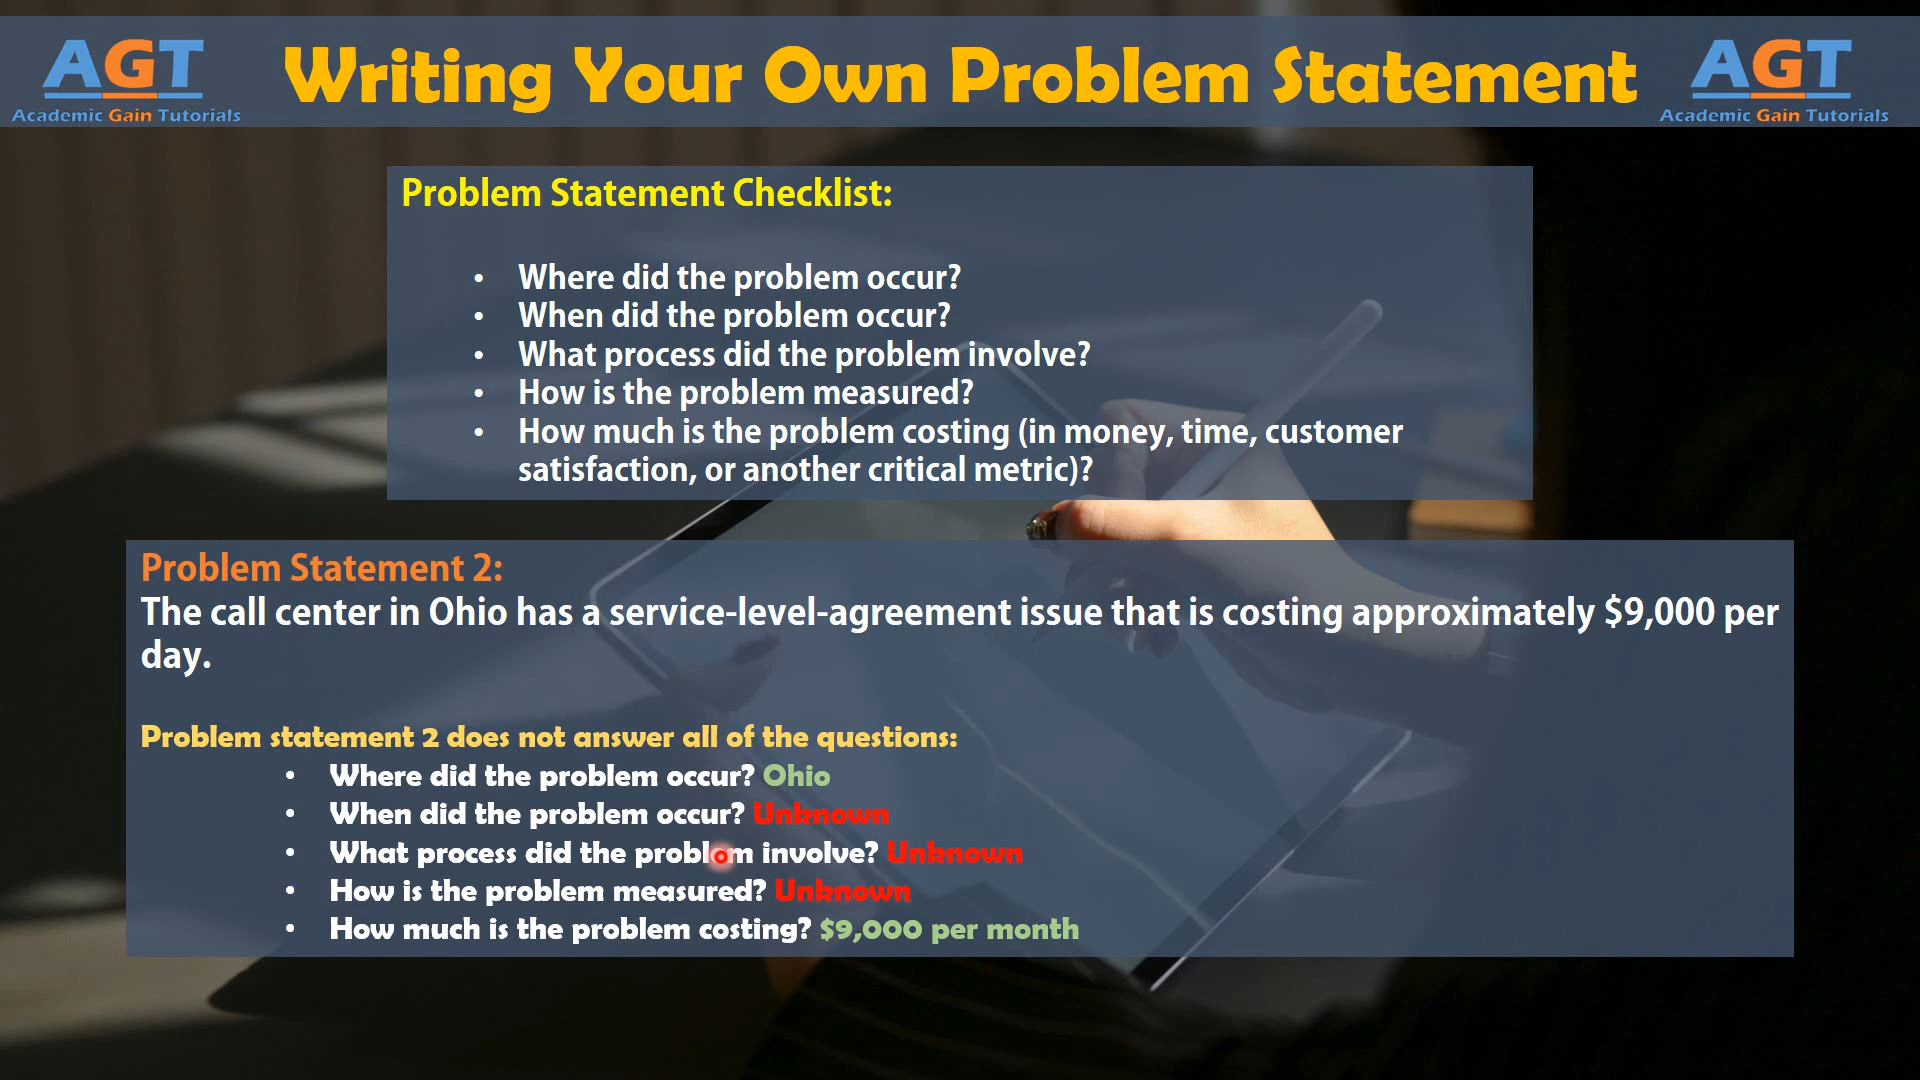 AGT
Academic Gain Tutorials
Writing Your Own Problem Statement
AGT
Academic Gain Tutorials
Problem Statement Checklist:
• Where did the problem occur?
• When did the problem occur?
• What process did the problem involve?
• How is the problem measured?
• How much is the problem costing (in money, time, customer
satisfaction, or another critical metric)?
Problem Statement 2:
The call center in Ohio has a service-level-agreement issue that is costing approximately $9,000 per
day.
Problem statement 2 does not answer all of the questions:
• Where did the problem occur? Ohio
• When did the problem occur? Unknown
• What process did the problem involve? Unknown
• How is the problem measured? Unknown
• How much is the problem costing? $9,000 per month